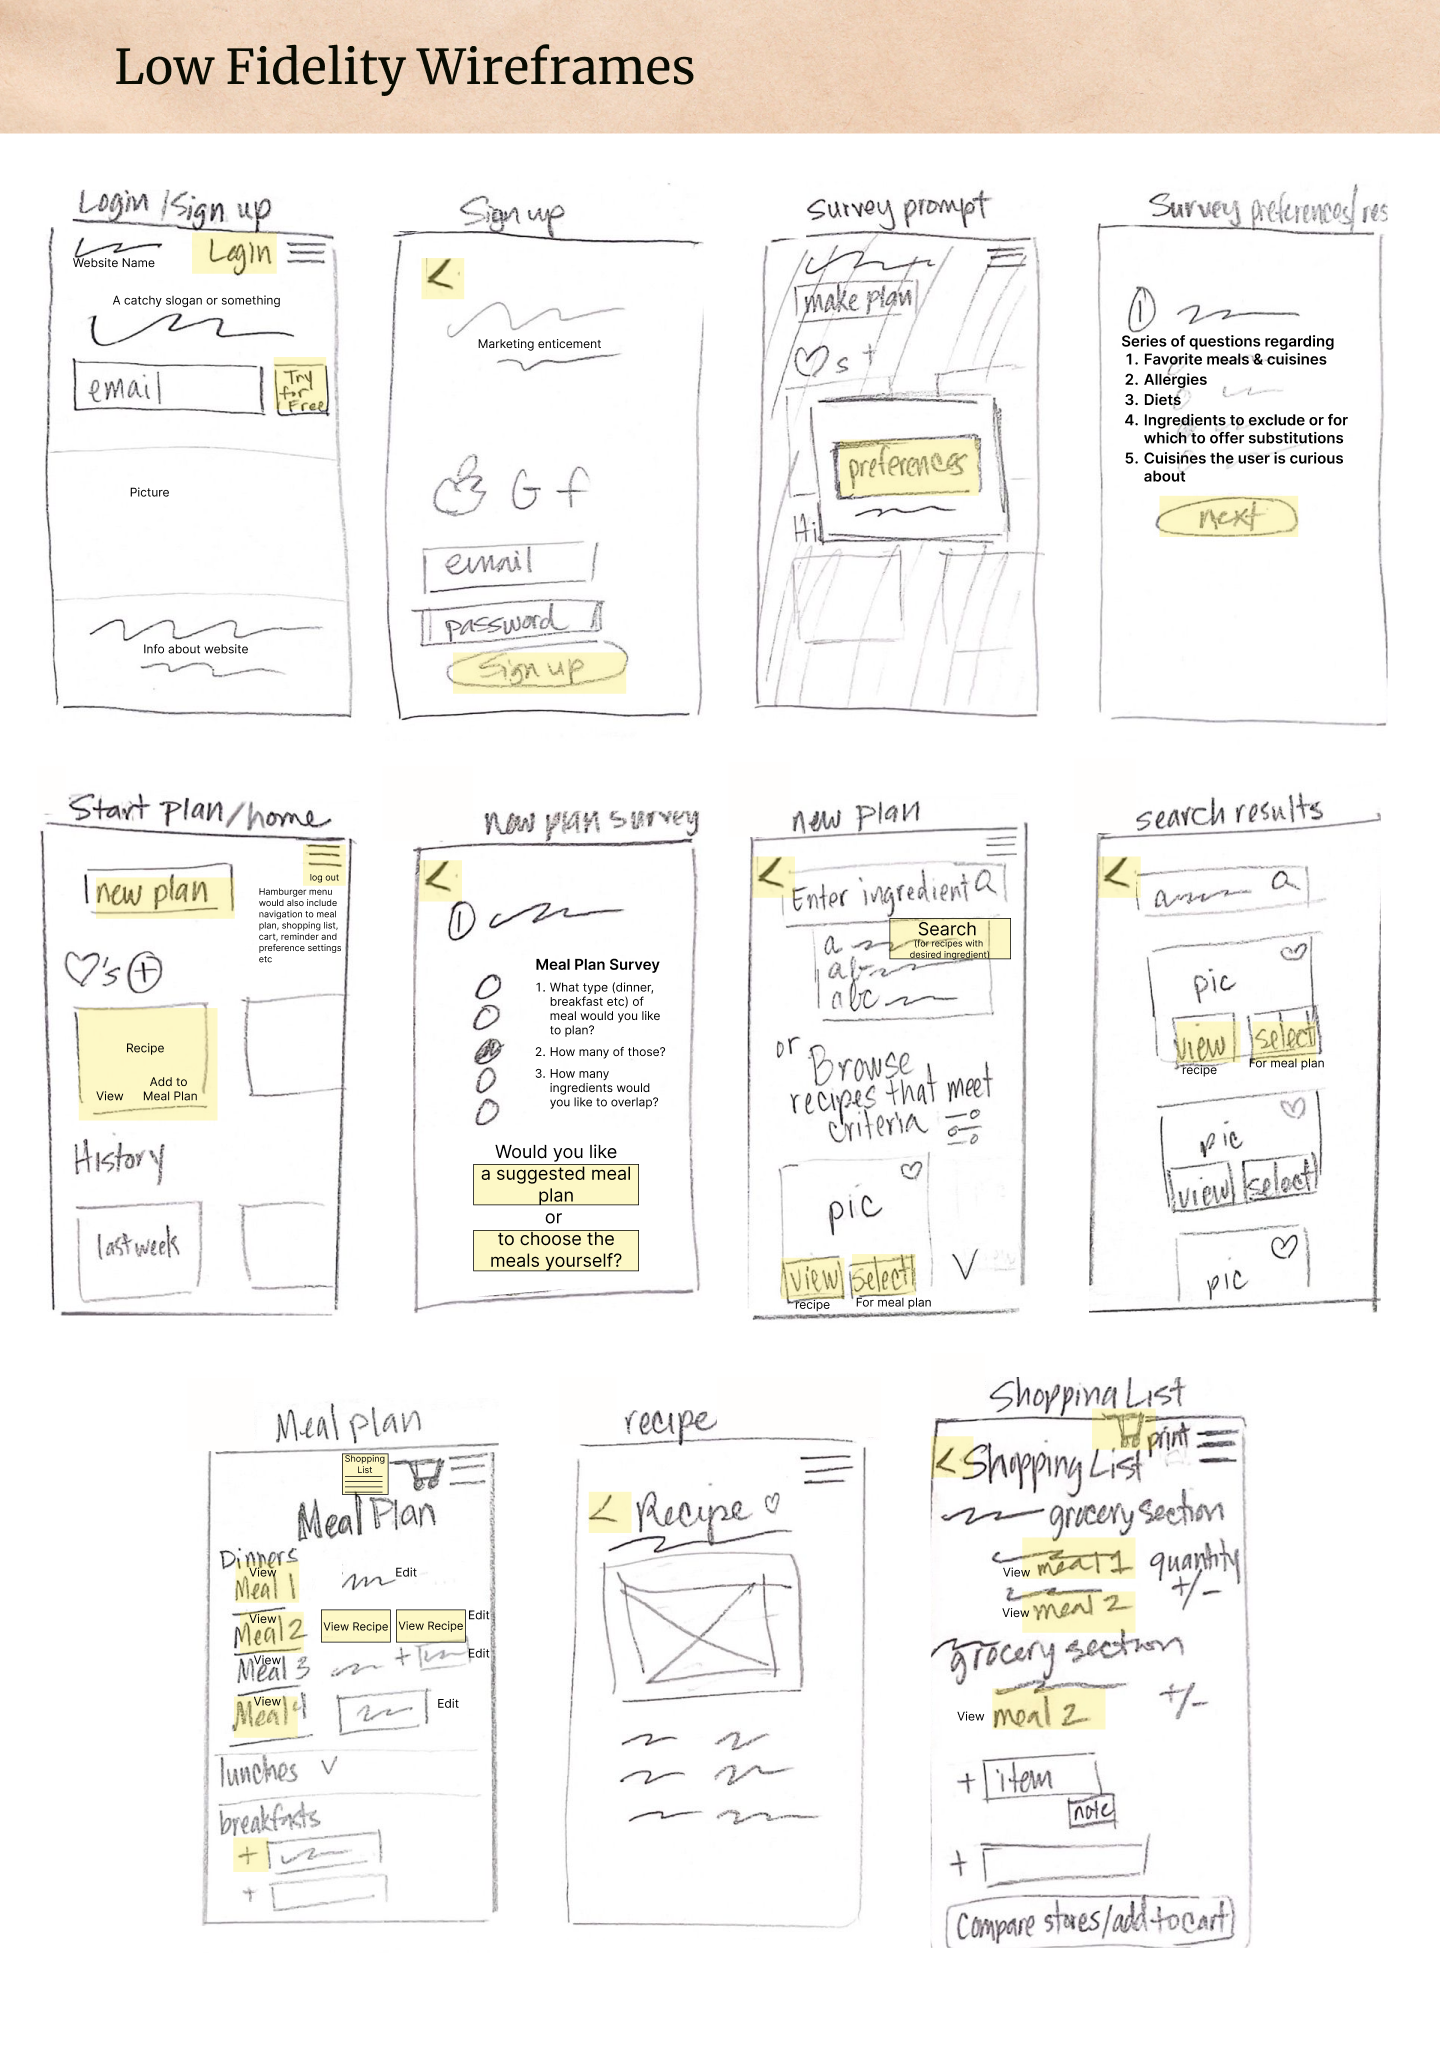 Low Fidelity Wireframes
Login/Sign up
Website Name
Login
A catchy slogan or something
email
Try
for
Free
Picture
Info about website
Sign up
<
Marketing enticement
G f
email
password
Sign up
survey prompt
make plan
s +
preferences
Hi
Survey preferences/res
1
Series of questions regarding
1. Favorite meals & cuisines
2. Allergies
3. Diets
4. Ingredients to exclude or for
which to offer substitutions
5. Cuisines the user is curious
about
next
Start plan/home
new plan
log out
Hamburger menu
would also include
navigation to meal
plan, shopping list,
cart, reminder and
preference settings
etc
♡'s +
Recipe
View
Add to
Meal Plan
History
last week
new plan survey
<
1
Meal Plan Survey
1. What type (dinner,
breakfast etc) of
meal would you like
to plan?
2. How many of those?
3. How many
ingredients would
you like to overlap?
Would you like
a suggested meal
plan
or
to choose the
meals yourself?
new plan
<
Enter ingredient
Search
(for recipes with
desired ingredient)
a
ab
abc
or
Browse
recipes that meet
criteria
pic
view select
recipe For meal plan
search results
<
a
pic
view select
recipe For meal plan
pic
view select
pic
Meal plan
Shopping
List
Meal Plan
Dinners
View
Meal 1 Edit
View
Meal 2 View Recipe View Recipe Edit
View
Meal 3 + Edit
View
Meal 4 Edit
lunches
breakfasts
+
+
recipe
< Recipe
Shopping List
print
< Shopping List
grocery section
View meal 1 quantity
+/-
View meal 2
grocery section
View meal 2 +/-
+ item
note
+
Compare stores/add to cart